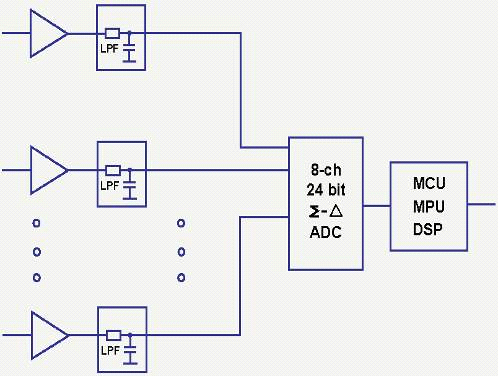 LPF
LPF
8-ch
24 bit
Σ-△
ADC
MCU
MPU
DSP
LPF